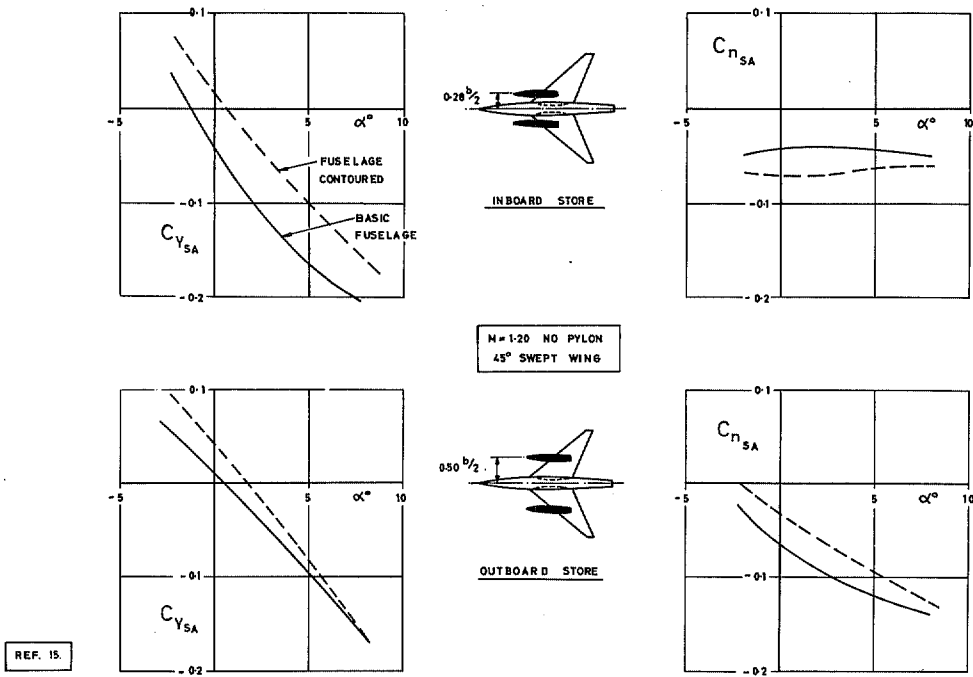 0·1
-5
α°
10
FUSELAGE
CONTOURED
-0·1
BASIC
FUSELAGE
C_Y_SA
-0·2
0·28 b/2
INBOARD STORE
0·1
C_n_SA
-5
α°
5
10
-0·1
-0·2
M = 1·20 NO PYLON
45° SWEPT WING
0·1
-5
5
α°
10
-0·1
C_Y_SA
-0·2
0·50 b/2
OUTBOARD STORE
0·1
C_n_SA
-5
5
α°
10
-0·1
-0·2
REF. 15.